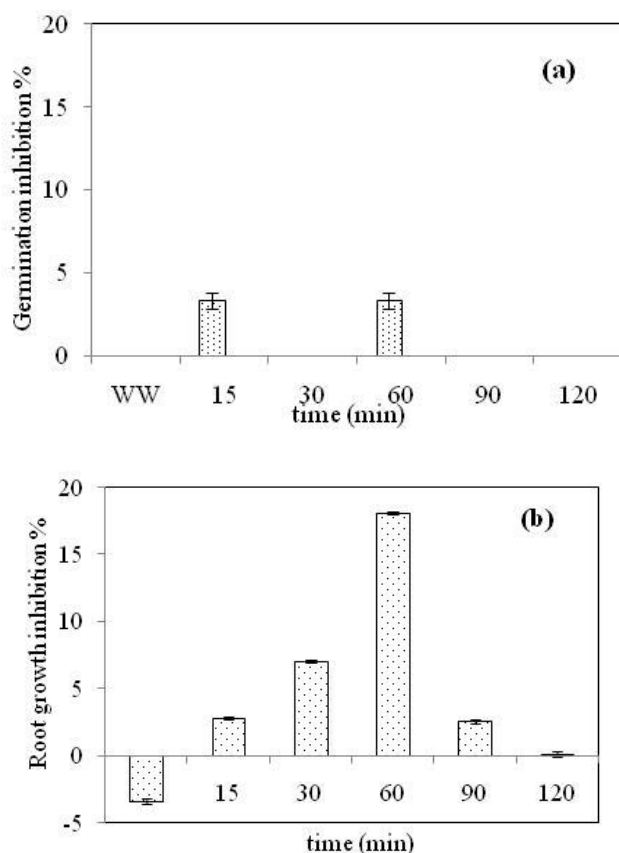 20
(a)
15
10
5
0
Germination inhibition %
WW 15 30 60 90 120
time (min)
20
(b)
15
10
5
0
-5
Root growth inhibition %
15 30 60 90 120
time (min)